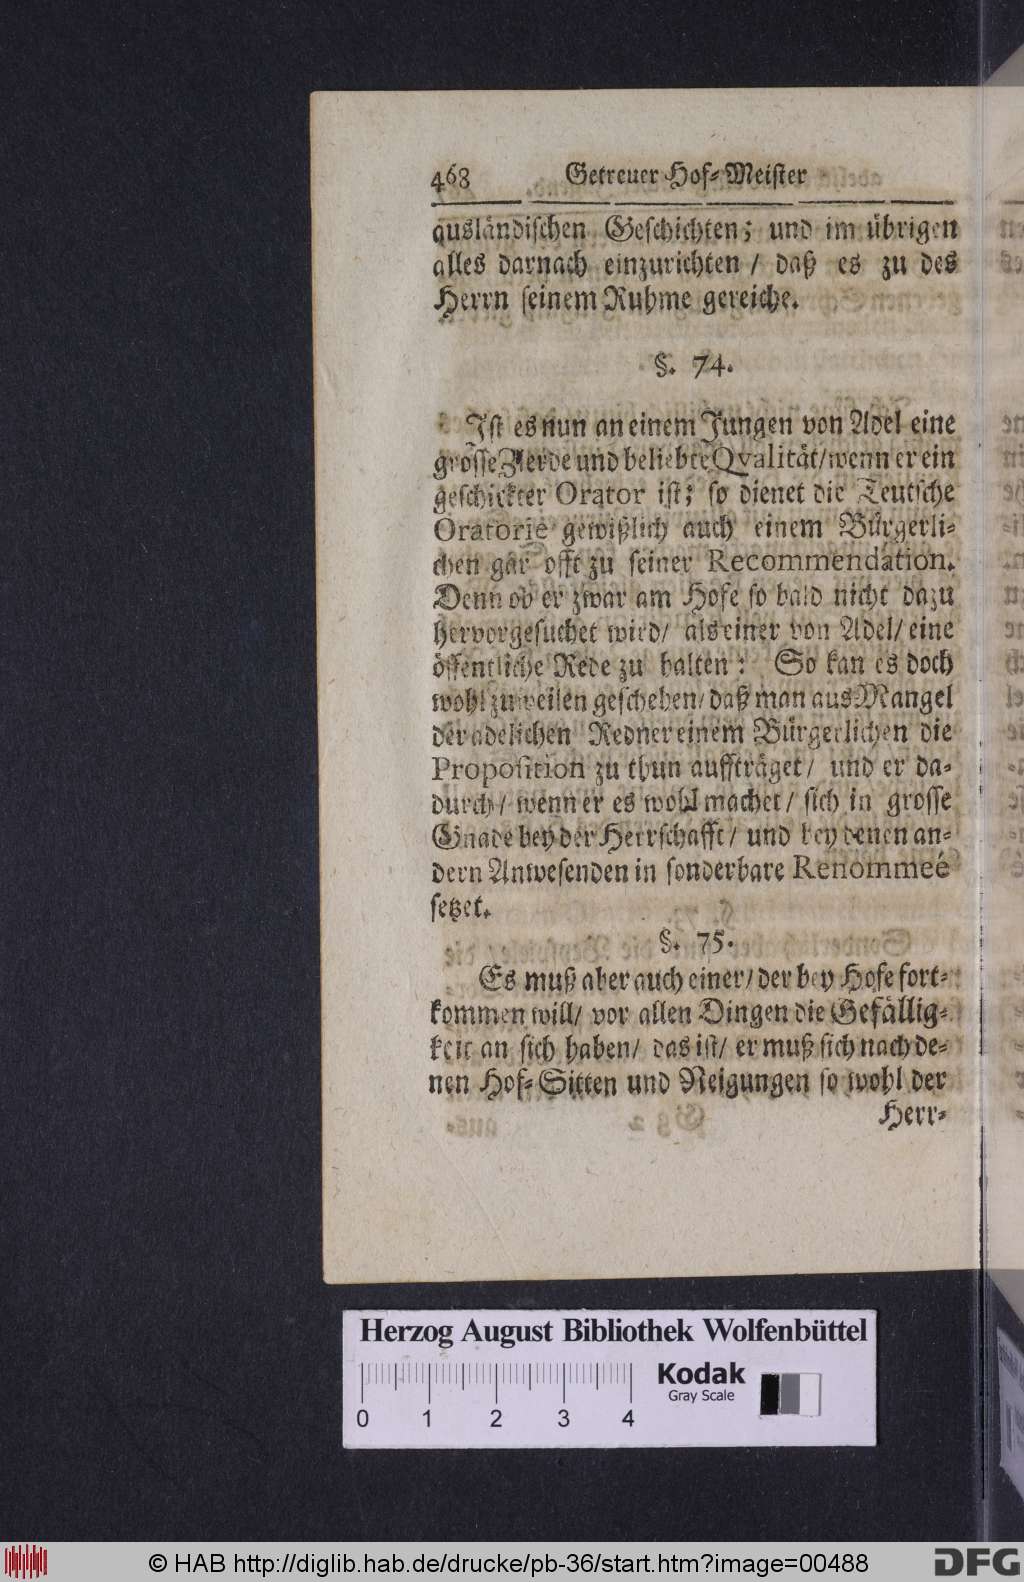 468 Getreuer Hof-Meister
ausländischen Geschichten; und im übrigen
alles darnach einzurichten / daß es zu des
Herrn seinem Ruhme gereiche.
§. 74.
Ist es nun an einem Jungen von Adel eine
grosse Zierde und beliebte Qvalität / wenn er ein
geschickter Orator ist; so dienet die Teutsche
Oratorie gewißlich auch einem Bürgerli-
chen gar offt zu seiner Recommendation.
Denn ob er zwar am Hofe so bald nicht dazu
hervorgesuchet wird / als einer von Adel / eine
öffentliche Rede zu halten: So kan es doch
wohl zuweilen geschehen / daß man aus Mangel
der adelichen Redner einem Bürgerlichen die
Proposition zu thun auffträget / und er da-
durch / wenn er es wohl machet / sich in grosse
Gnade bey der Herrschafft / und bey denen an-
dern Anwesenden in sonderbare Renommeé
setzet.
§. 75.
Es muß aber auch einer / der bey Hofe fort-
kommen will / vor allen Dingen die Gefällig-
keit an sich haben / das ist / er muß sich nach de-
nen Hof-Sitten und Neigungen so wohl der
Herr-
Herzog August Bibliothek Wolfenbüttel
Kodak
Gray Scale
0 1 2 3 4
© HAB http://diglib.hab.de/drucke/pb-36/start.htm?image=00488
DFG